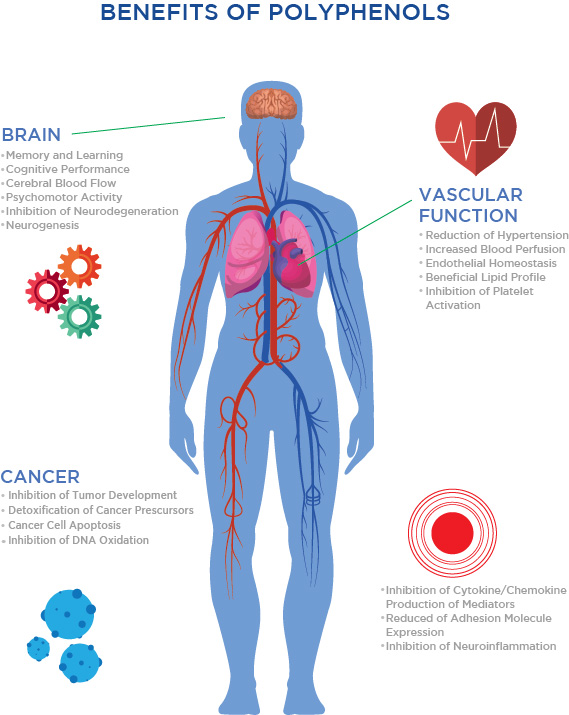 BENEFITS OF POLYPHENOLS
BRAIN
•Memory and Learning
•Cognitive Performance
•Cerebral Blood Flow
•Psychomotor Activity
•Inhibition of Neurodegeneration
•Neurogenesis
VASCULAR
FUNCTION
• Reduction of Hypertension
• Increased Blood Perfusion
• Endothelial Homeostasis
• Beneficial Lipid Profile
• Inhibition of Platelet
Activation
CANCER
• Inhibition of Tumor Development
• Detoxification of Cancer Prescursors
• Cancer Cell Apoptosis
• Inhibition of DNA Oxidation
•Inhibition of Cytokine/Chemokine
Production of Mediators
•Reduced of Adhesion Molecule
Expression
•Inhibition of Neuroinflammation